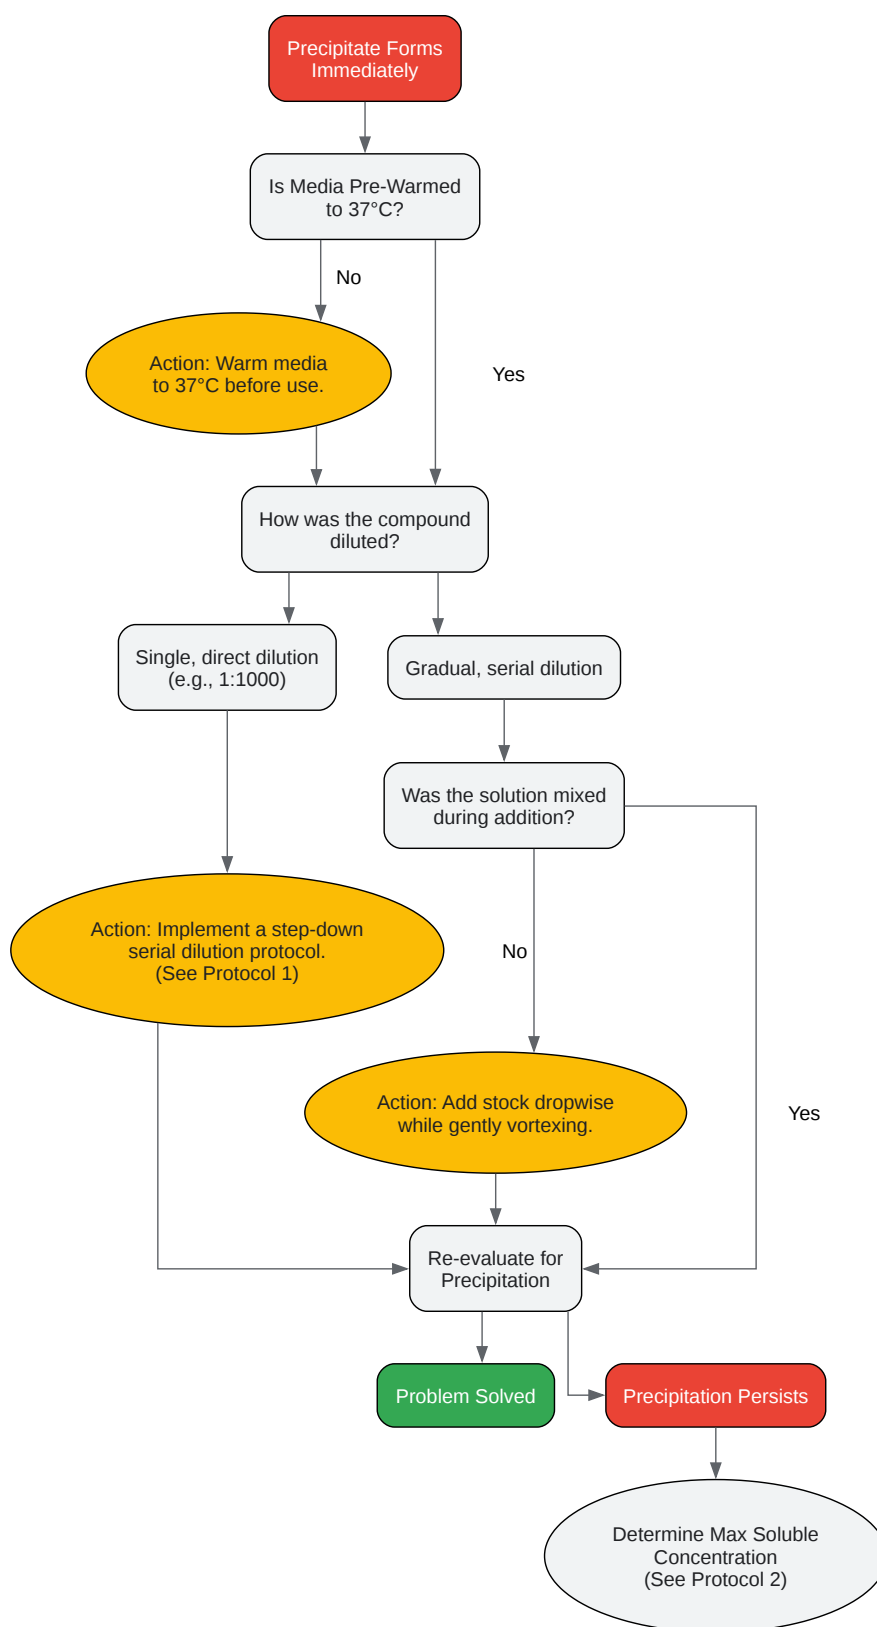 Precipitate Forms
Immediately
Is Media Pre-Warmed
to 37°C?
No
Action: Warm media
to 37°C before use.
Yes
How was the compound
diluted?
Single, direct dilution
(e.g., 1:1000)
Gradual, serial dilution
Was the solution mixed
during addition?
Action: Implement a step-down
serial dilution protocol.
(See Protocol 1)
No
Action: Add stock dropwise
while gently vortexing.
Yes
Re-evaluate for
Precipitation
Problem Solved
Precipitation Persists
Determine Max Soluble
Concentration
(See Protocol 2)